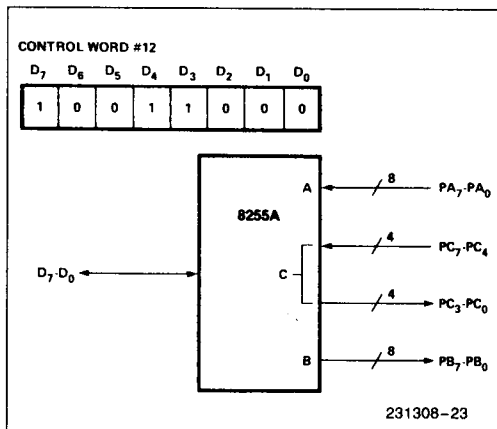 CONTROL WORD #12
D7 D6 D5 D4 D3 D2 D1 D0
1 0 0 1 1 0 0 0
8255A
A
8
PA7-PA0
4
PC7-PC4
D7-D0
C
4
PC3-PC0
B
8
PB7-PB0
231308-23